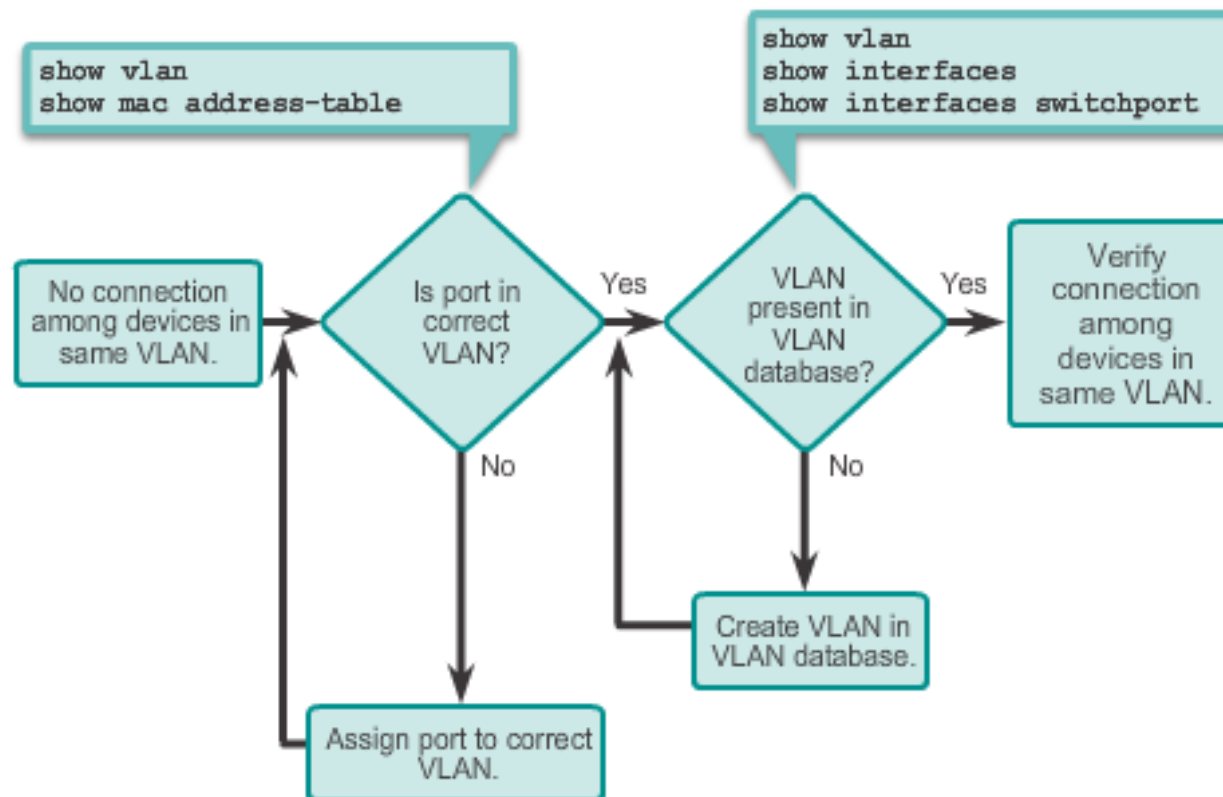 show vlan
show mac address-table
show vlan
show interfaces
show interfaces switchport
No connection
among devices in
same VLAN.
Is port in
correct
VLAN?
Yes
VLAN
present in
VLAN
database?
Yes
Verify
connection
among
devices in
same VLAN.
No
No
Create VLAN in
VLAN database.
Assign port to correct
VLAN.